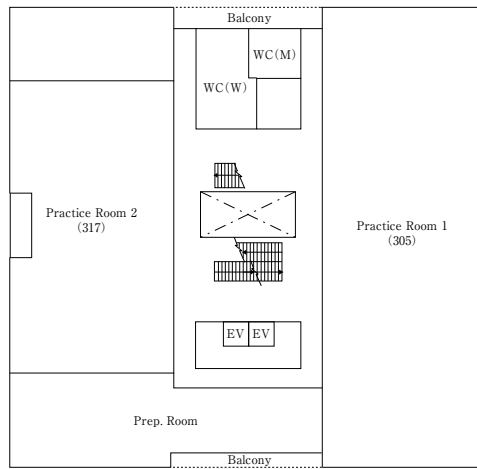 Balcony
WC(M)
WC(W)
Practice Room 2
(317)
Practice Room 1
(305)
EV EV
Prep. Room
Balcony